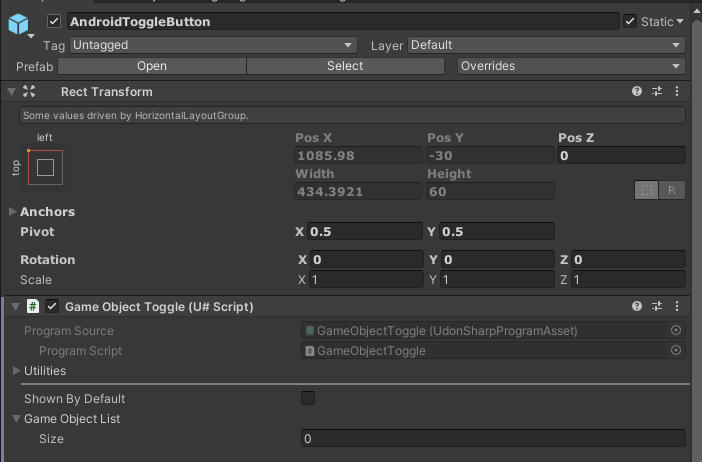 AndroidToggleButton Static
Tag Untagged Layer Default
Prefab Open Select Overrides
Rect Transform
Some values driven by HorizontalLayoutGroup.
left
top
Pos X Pos Y Pos Z
1085.98 -30 0
Width Height
434.3921 60 R
Anchors
Pivot X 0.5 Y 0.5
Rotation X 0 Y 0 Z 0
Scale X 1 Y 1 Z 1
# Game Object Toggle (U# Script)
Program Source GameObjectToggle (UdonSharpProgramAsset)
Program Script # GameObjectToggle
Utilities
Shown By Default
Game Object List
Size 0